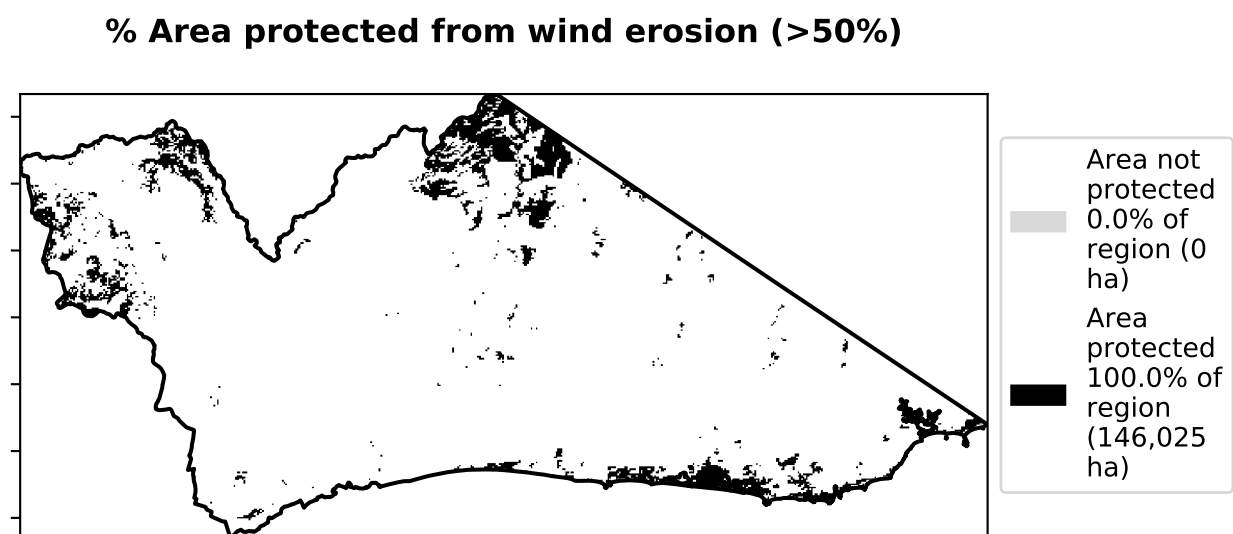 % Area protected from wind erosion (>50%)
Area not
protected
0.0% of
region (0
ha)
Area
protected
100.0% of
region
(146,025
ha)